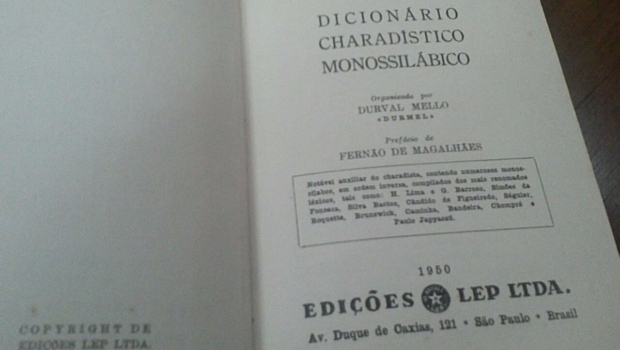 DICIONÁRIO
CHARADÍSTICO
MONOSSILÁBICO
Organizado por
DURVAL MELLO
«DURMEL»
Prefácio de
FERNÃO DE MAGALHÃES
Notável auxiliar do charadista, contendo numerosos monos-
sílabos, em ordem inversa, compilados dos mais renomados
léxicos, tais como: H. Lima e G. Barroso, Simões da
Fonseca, Silva Bastos, Cândido de Figueiredo, Séguier,
Roquette, Brunswick, Caminha, Bandeira, Chompré e
Paulo Japyassú.
1950
EDIÇÕES LEP LTDA.
Av. Duque de Caxias, 121 • São Paulo • Brasil
COPYRIGHT DE
EDIÇÕES LEP LTDA.